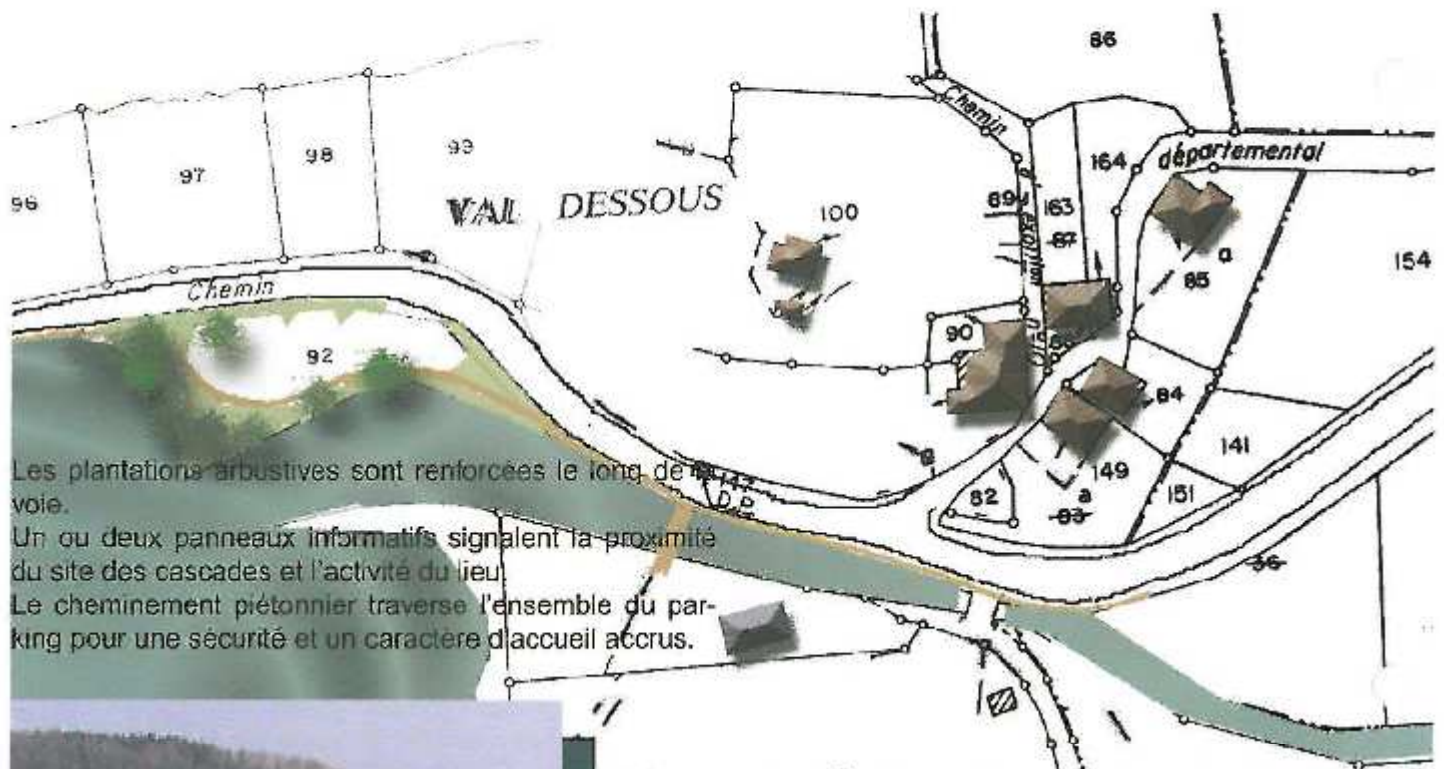 86
Chemin
99
98
97
96
164
départemental
VAL DESSOUS
100
89
d'exploitation
163
87
a
85
154
Chemin
90
92
84
141
149
151
82
a
83
147
D.P.
36
Les plantations arbustives sont renforcées le long de la
voie.
Un ou deux panneaux informatifs signalent la proximité
du site des cascades et l'activité du lieu.
Le cheminement piétonnier traverse l'ensemble du par-
king pour une sécurité et un caractère d'accueil accrus.